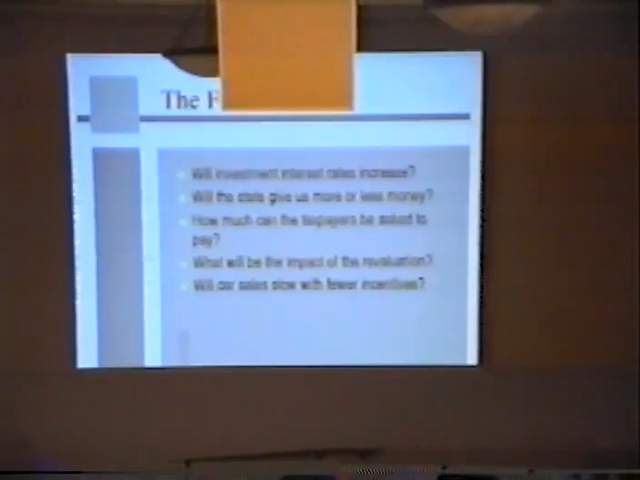 The F
Will investment interest rates increase?
Will the state give us more or less money?
How much can the taxpayers be asked to
pay?
What will be the impact of the revaluation?
Will car sales slow with fewer incentives?